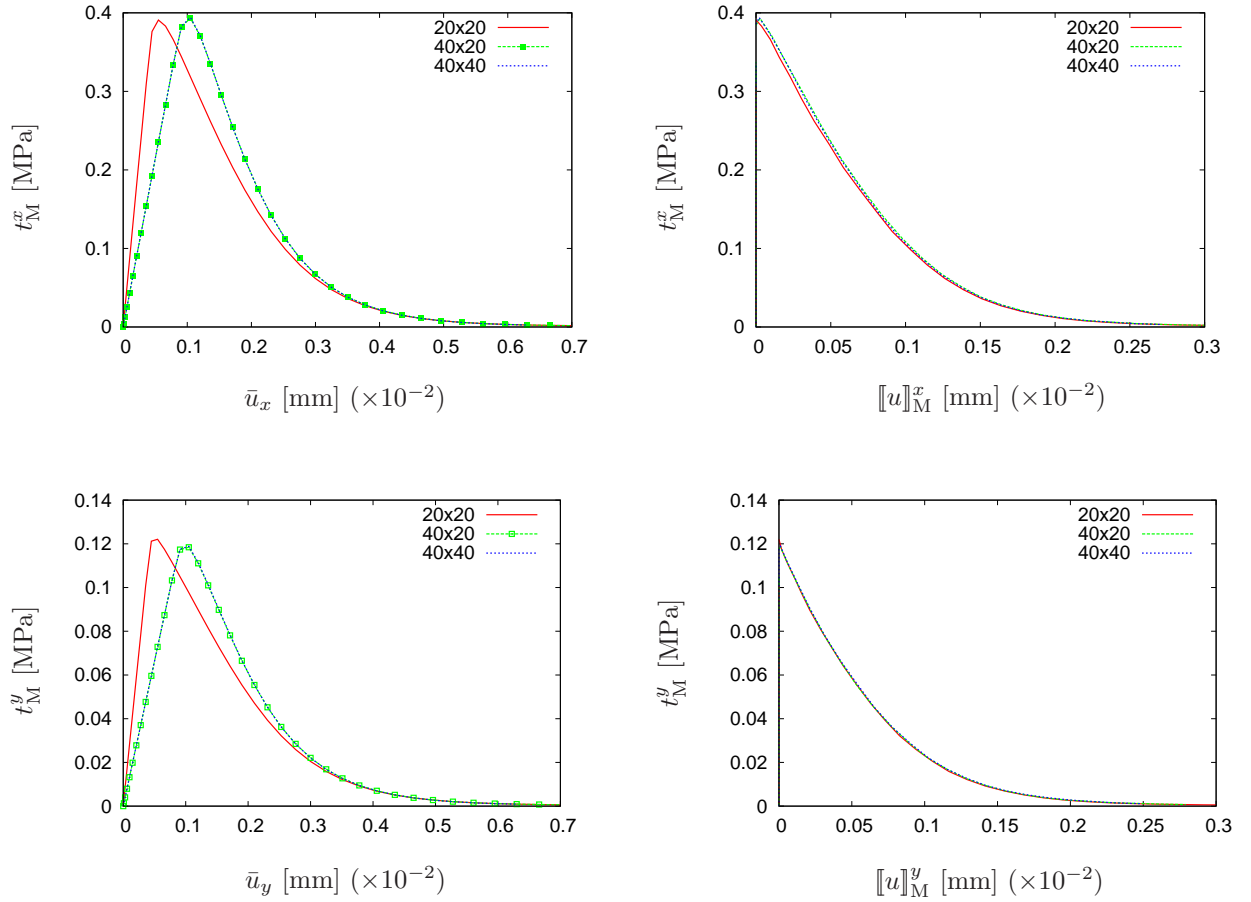 0.4
0.3
0.2
0.1
0
t_M^x [MPa]
20x20
40x20
40x40
0 0.1 0.2 0.3 0.4 0.5 0.6 0.7
ū_x [mm] (×10⁻²)
0.4
0.3
0.2
0.1
0
t_M^x [MPa]
20x20
40x20
40x40
0 0.05 0.1 0.15 0.2 0.25 0.3
⟦u⟧_M^x [mm] (×10⁻²)
0.14
0.12
0.1
0.08
0.06
0.04
0.02
0
t_M^y [MPa]
20x20
40x20
40x40
0 0.1 0.2 0.3 0.4 0.5 0.6 0.7
ū_y [mm] (×10⁻²)
0.14
0.12
0.1
0.08
0.06
0.04
0.02
0
t_M^y [MPa]
20x20
40x20
40x40
0 0.05 0.1 0.15 0.2 0.25 0.3
⟦u⟧_M^y [mm] (×10⁻²)